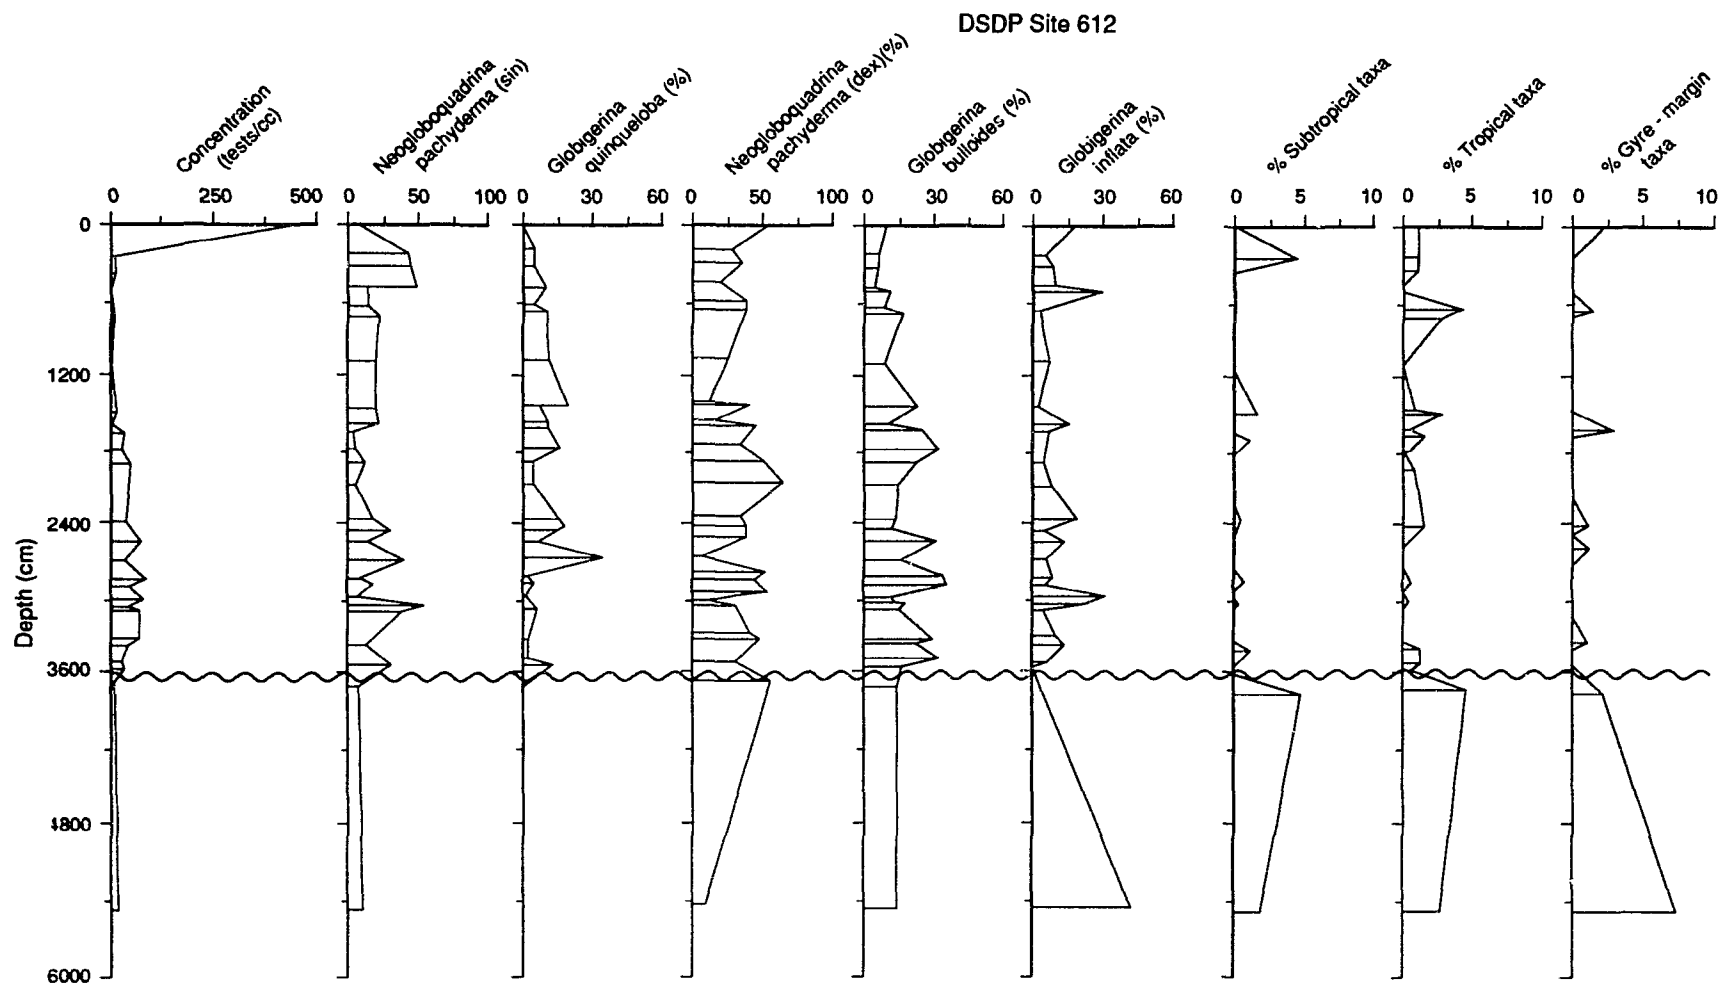 DSDP Site 612
Concentration
(tests/cc)
Neogloboquadrina
pachyderma (sin)
Globigerina
quinqueloba (%)
Neogloboquadrina
pachyderma (dex)(%)
Globigerina
bulloides (%)
Globigerina
inflata (%)
% Subtropical taxa
% Tropical taxa
% Gyre - margin
taxa
0 250 500 0 50 100 0 30 60 0 50 100 0 30 60 0 30 60 0 5 10 0 5 10 0 5 10
0
1200
2400
3600
4800
6000
Depth (cm)